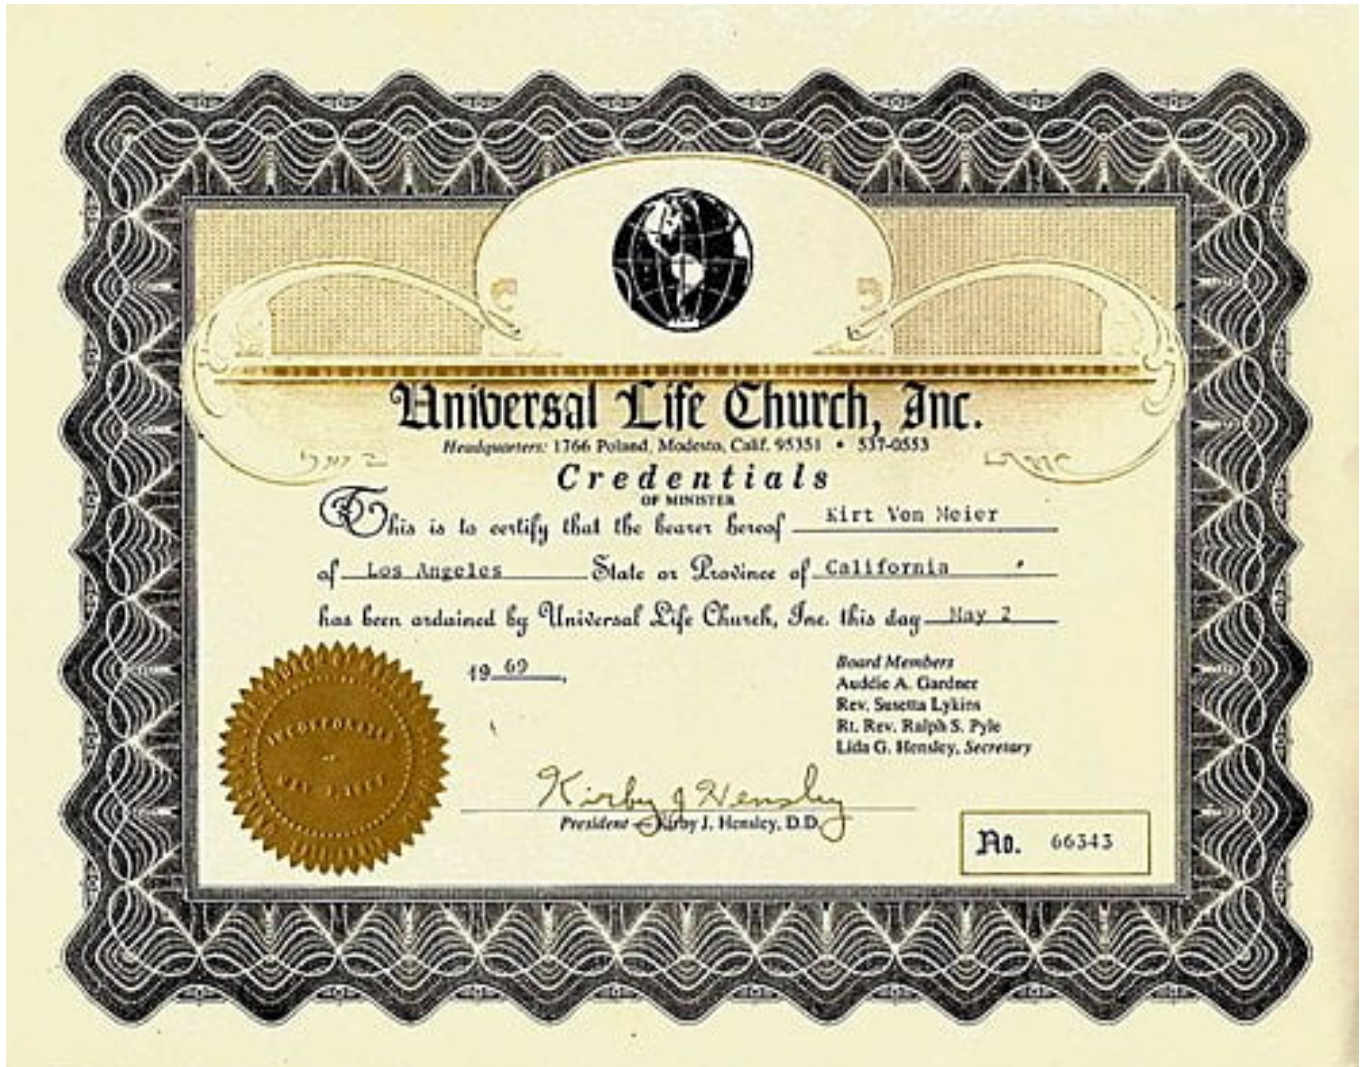 Universal Life Church, Inc.
Headquarters: 1766 Poland, Modesto, Calif. 95351 • 537-0553
Credentials
OF MINISTER
This is to certify that the bearer hereof Kirt Von Meier
of Los Angeles State or Province of California
has been ordained by Universal Life Church, Inc. this day May 2
19 69,
Board Members
Auddie A. Gardner
Rev. Susetta Lykins
Rt. Rev. Ralph S. Pyle
Lida G. Hensley, Secretary
INCORPORATED
Kirby J Hensley
President — Kirby J. Hensley, D.D.
No. 66343